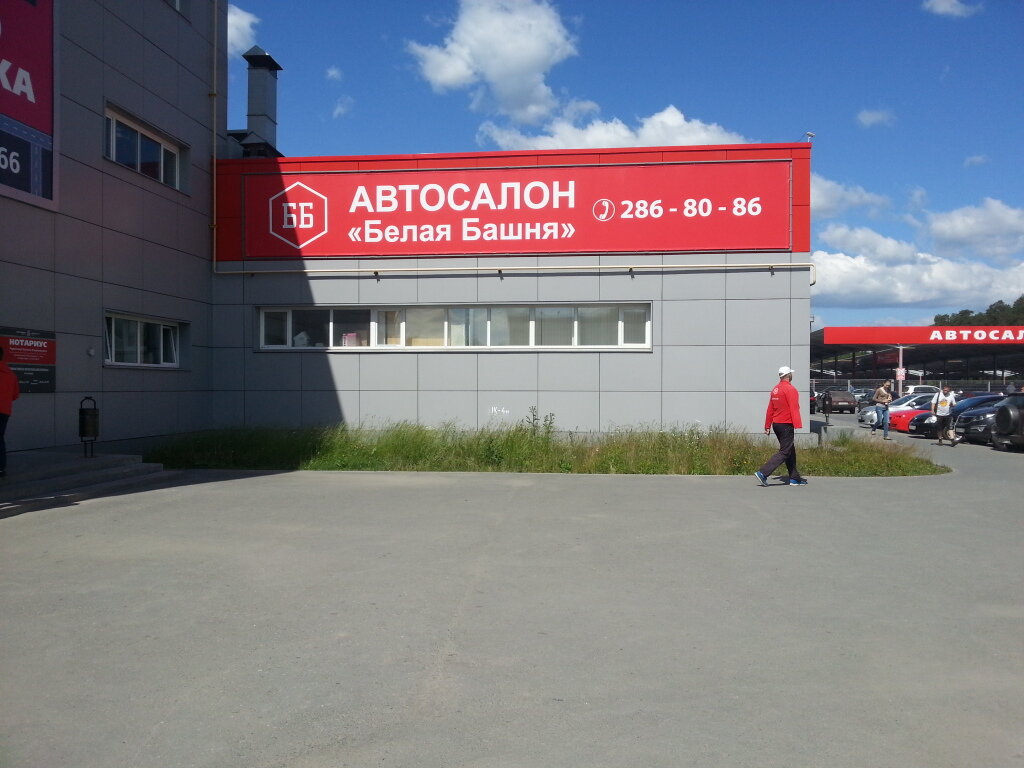 КА
66
ББ
АВТОСАЛОН
«Белая Башня»
286 - 80 - 86
АВТОСАЛ
НОТАРИУС